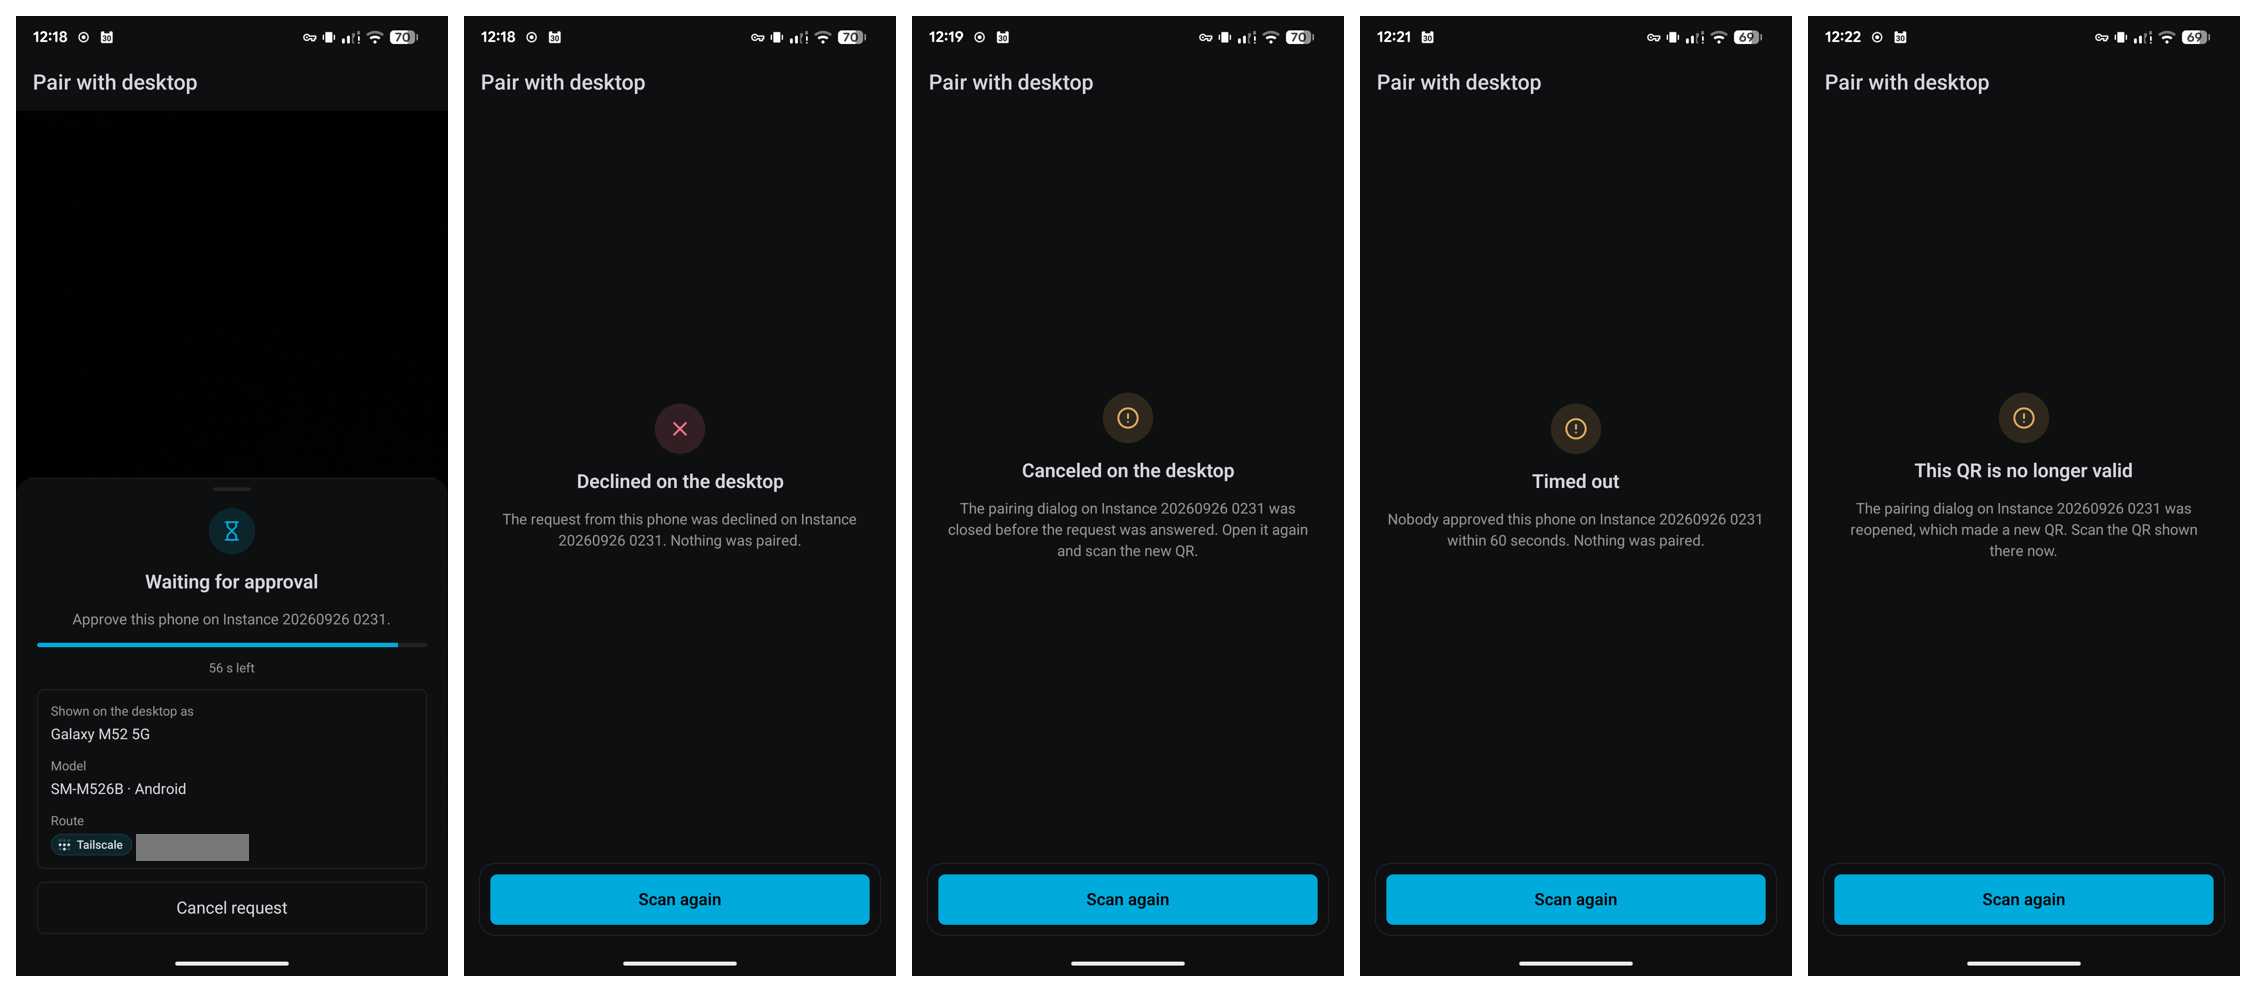 12:18
30
70
Pair with desktop
Waiting for approval
Approve this phone on Instance 20260926 0231.
56 s left
Shown on the desktop as
Galaxy M52 5G
Model
SM-M526B · Android
Route
Tailscale
Cancel request
12:18
30
70
Pair with desktop
Declined on the desktop
The request from this phone was declined on Instance
20260926 0231. Nothing was paired.
Scan again
12:19
30
70
Pair with desktop
Canceled on the desktop
The pairing dialog on Instance 20260926 0231 was
closed before the request was answered. Open it again
and scan the new QR.
Scan again
12:21
30
69
Pair with desktop
Timed out
Nobody approved this phone on Instance 20260926 0231
within 60 seconds. Nothing was paired.
Scan again
12:22
30
69
Pair with desktop
This QR is no longer valid
The pairing dialog on Instance 20260926 0231 was
reopened, which made a new QR. Scan the QR shown
there now.
Scan again